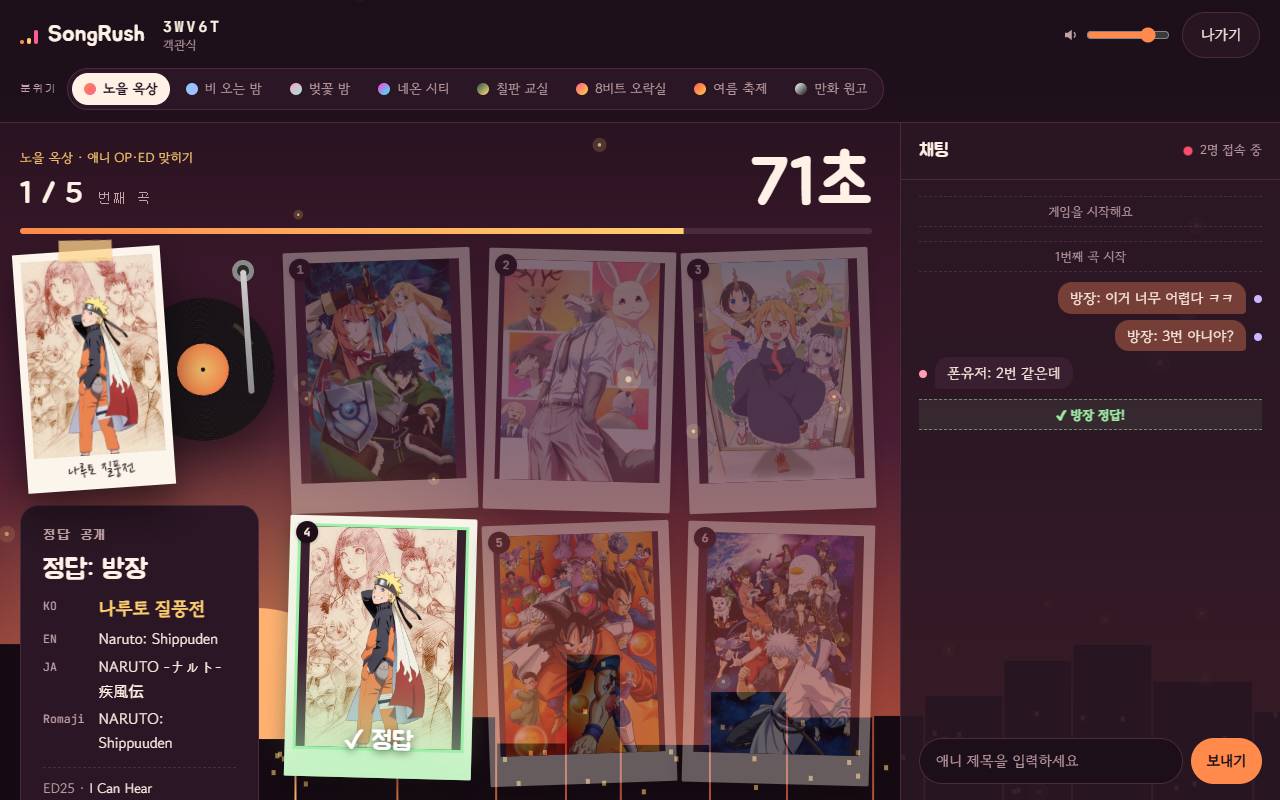 SongRush
3WV6T
객관식
나가기
분위기
노을 옥상
비 오는 밤
벚꽃 밤
네온 시티
칠판 교실
8비트 오락실
여름 축제
만화 원고
노을 옥상 · 애니 OP·ED 맞히기
1 / 5 번째 곡
71초
나루토 질풍전
1
2
3
4
✓ 정답
5
6
정답 공개
정답: 방장
KO 나루토 질풍전
EN Naruto: Shippuden
JA NARUTO -ナルト-
疾風伝
Romaji NARUTO:
Shippuuden
ED25 · I Can Hear
채팅
2명 접속 중
게임을 시작해요
1번째 곡 시작
방장: 이거 너무 어렵다 ㅋㅋ
방장: 3번 아니야?
폰유저: 2번 같은데
✓ 방장 정답!
애니 제목을 입력하세요
보내기